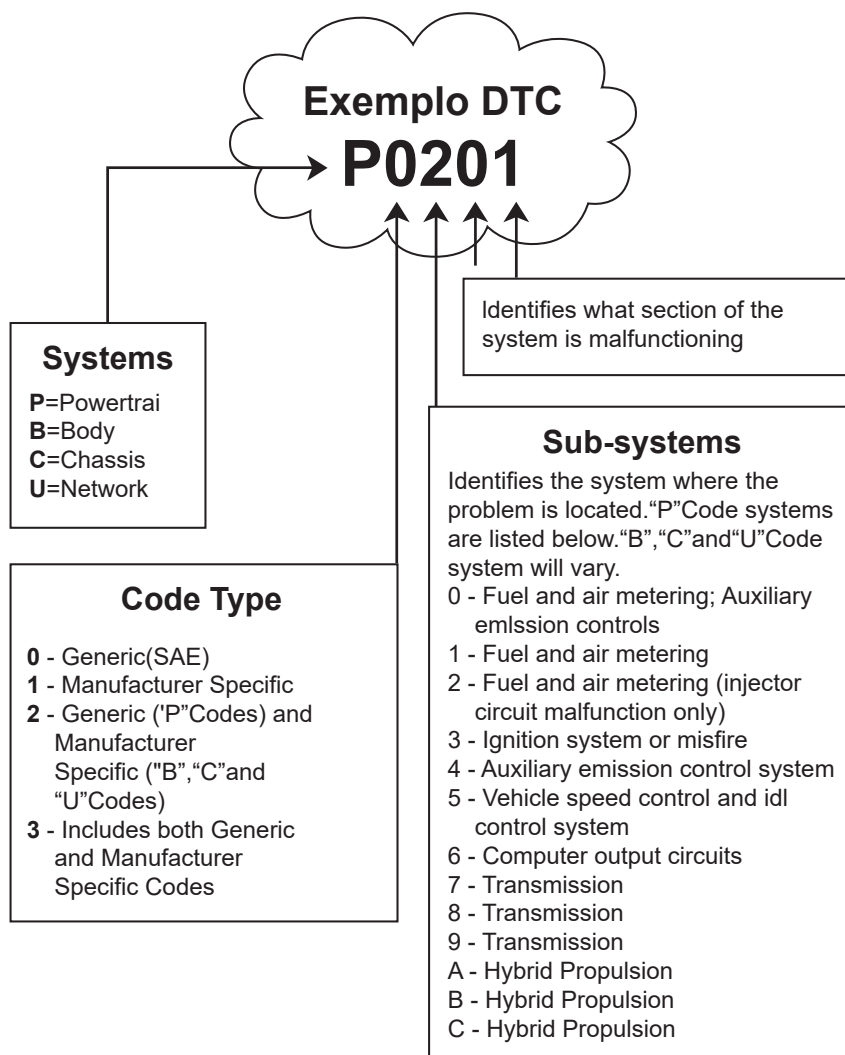 Exemplo DTC
P0201
Identifies what section of the
system is malfunctioning
Systems
P=Powertrai
B=Body
C=Chassis
U=Network
Code Type
0 - Generic(SAE)
1 - Manufacturer Specific
2 - Generic ('P”Codes) and
Manufacturer
Specific ("B”,“C”and
“U”Codes)
3 - Includes both Generic
and Manufacturer
Specific Codes
Sub-systems
Identifies the system where the
problem is located.“P”Code systems
are listed below.“B”,“C”and“U”Code
system will vary.
0 - Fuel and air metering; Auxiliary
emlssion controls
1 - Fuel and air metering
2 - Fuel and air metering (injector
circuit malfunction only)
3 - Ignition system or misfire
4 - Auxiliary emission control system
5 - Vehicle speed control and idl
control system
6 - Computer output circuits
7 - Transmission
8 - Transmission
9 - Transmission
A - Hybrid Propulsion
B - Hybrid Propulsion
C - Hybrid Propulsion